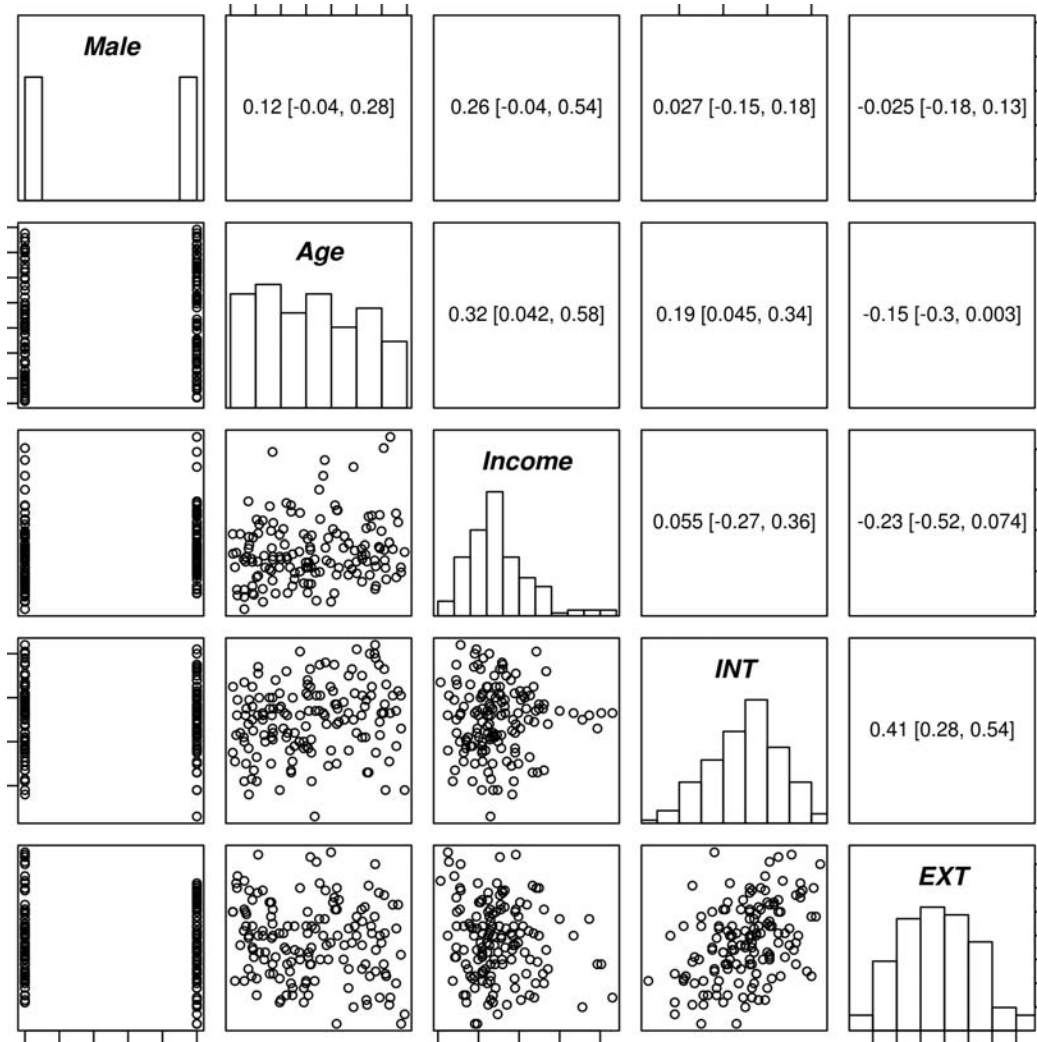 Male
0.12 [-0.04, 0.28]
0.26 [-0.04, 0.54]
0.027 [-0.15, 0.18]
-0.025 [-0.18, 0.13]
Age
0.32 [0.042, 0.58]
0.19 [0.045, 0.34]
-0.15 [-0.3, 0.003]
Income
0.055 [-0.27, 0.36]
-0.23 [-0.52, 0.074]
INT
0.41 [0.28, 0.54]
EXT